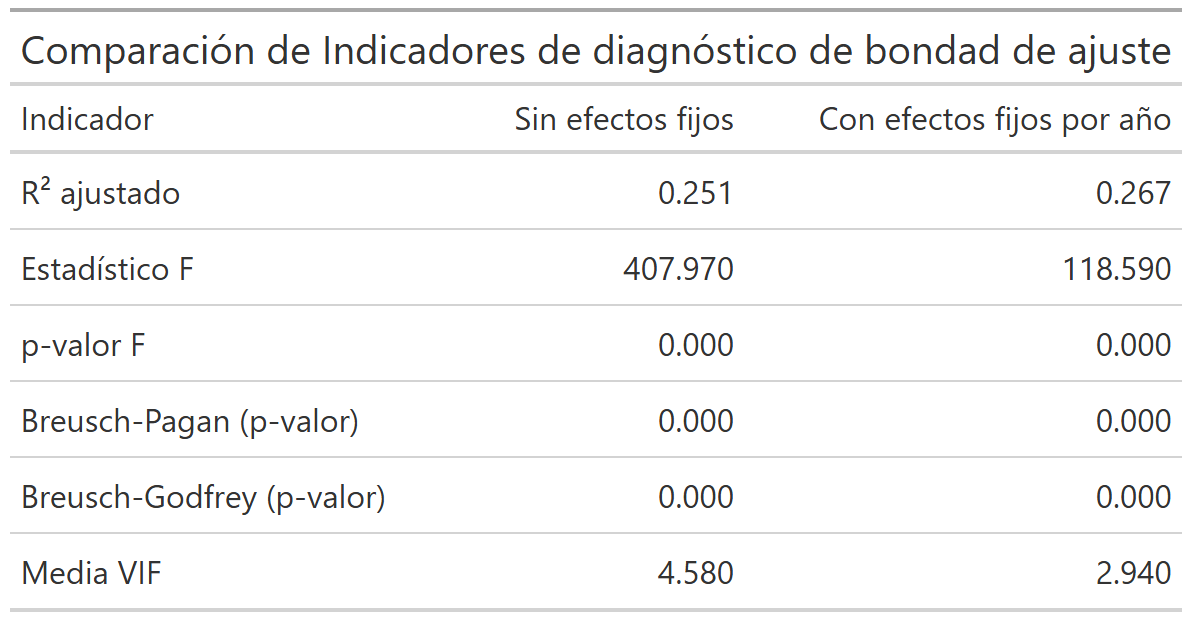 Comparación de Indicadores de diagnóstico de bondad de ajuste
Indicador Sin efectos fijos Con efectos fijos por año
R² ajustado 0.251 0.267
Estadístico F 407.970 118.590
p-valor F 0.000 0.000
Breusch-Pagan (p-valor) 0.000 0.000
Breusch-Godfrey (p-valor) 0.000 0.000
Media VIF 4.580 2.940